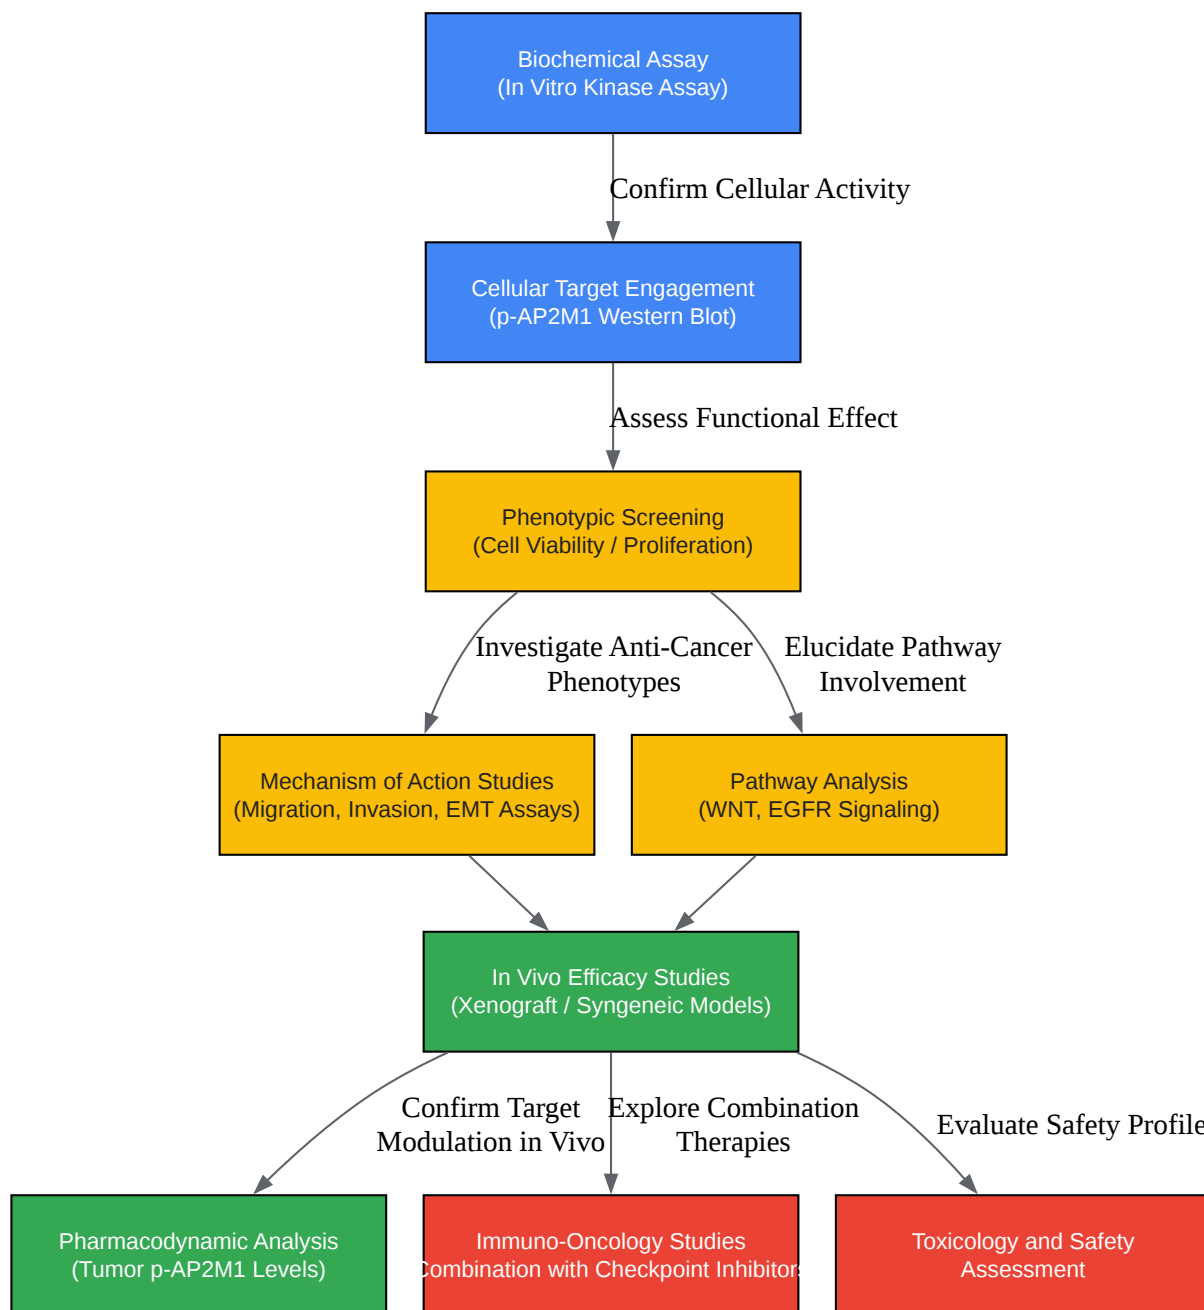 Biochemical Assay
(In Vitro Kinase Assay)
Confirm Cellular Activity
Cellular Target Engagement
(p-AP2M1 Western Blot)
Assess Functional Effect
Phenotypic Screening
(Cell Viability / Proliferation)
Investigate Anti-Cancer
Phenotypes
Elucidate Pathway
Involvement
Mechanism of Action Studies
(Migration, Invasion, EMT Assays)
Pathway Analysis
(WNT, EGFR Signaling)
In Vivo Efficacy Studies
(Xenograft / Syngeneic Models)
Confirm Target
Modulation in Vivo
Explore Combination
Therapies
Evaluate Safety Profile
Pharmacodynamic Analysis
(Tumor p-AP2M1 Levels)
Immuno-Oncology Studies
Combination with Checkpoint Inhibitors
Toxicology and Safety
Assessment